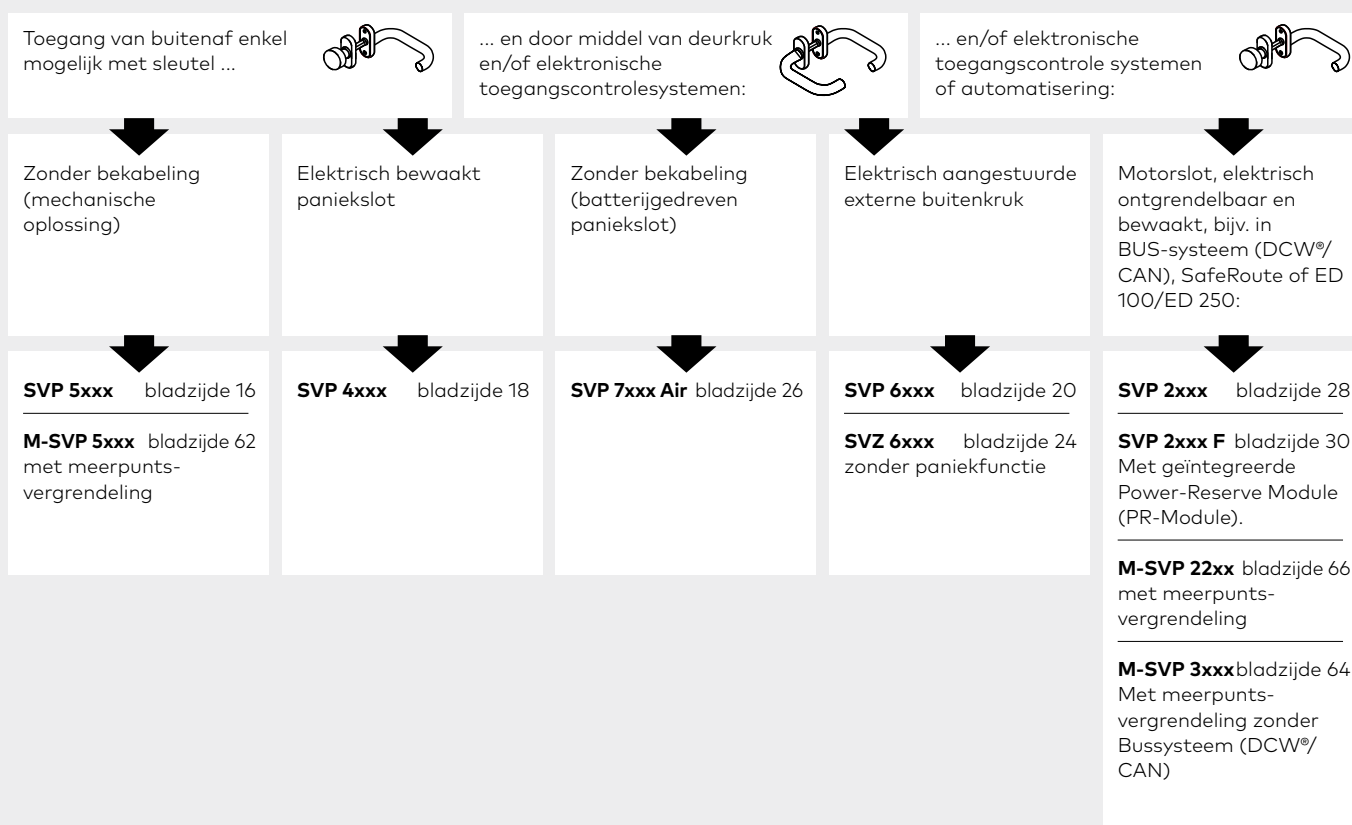 Toegang van buitenaf enkel
mogelijk met sleutel ...
... en door middel van deurkruk
en/of elektronische
toegangscontrolesystemen:
... en/of elektronische
toegangscontrole systemen
of automatisering:
Zonder bekabeling
(mechanische
oplossing)
Elektrisch bewaakt
paniekslot
Zonder bekabeling
(batterijgedreven
paniekslot)
Elektrisch aangestuurde
externe buitenkruk
Motorslot, elektrisch
ontgrendelbaar en
bewaakt, bijv. in
BUS-systeem (DCW®/
CAN), SafeRoute of ED
100/ED 250:
SVP 5xxx bladzijde 16
M-SVP 5xxx bladzijde 62
met meerpunts-
vergrendeling
SVP 4xxx bladzijde 18
SVP 7xxx Air bladzijde 26
SVP 6xxx bladzijde 20
SVZ 6xxx bladzijde 24
zonder paniekfunctie
SVP 2xxx bladzijde 28
SVP 2xxx F bladzijde 30
Met geïntegreerde
Power-Reserve Module
(PR-Module).
M-SVP 22xx bladzijde 66
met meerpunts-
vergrendeling
M-SVP 3xxx bladzijde 64
Met meerpunts-
vergrendeling zonder
Bussysteem (DCW®/
CAN)